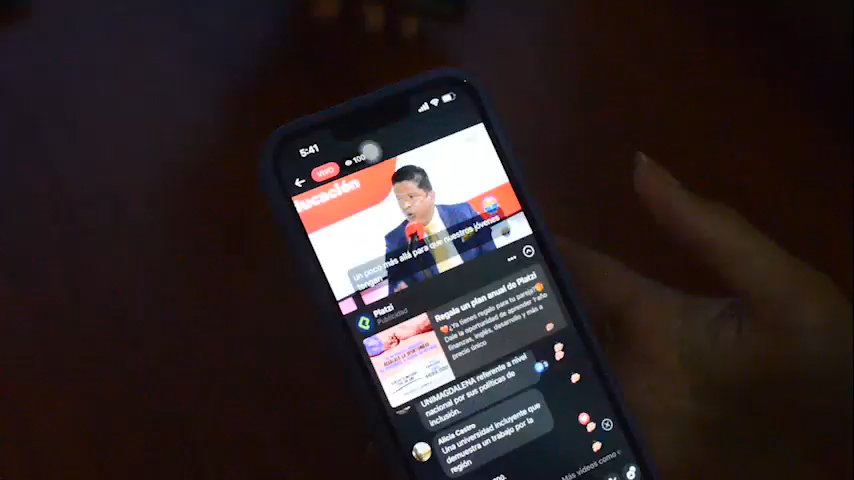 5:41
VIVO
100
ducación
un poco más allá para que nuestros jóvenes
tengan
Platzi
Publicidad
Regale un plan anual de Platzi
¿Ya tienes regalo para tu pareja?
Dale la oportunidad de aprender
finanzas, inglés, desarrollo y más a
precio único
UNIMAGDALENA referente a nivel
nacional por sus políticas de
inclusión.
Alicia Castro
Una universidad incluyente que
demuestra un trabajo por la
región
Más videos como